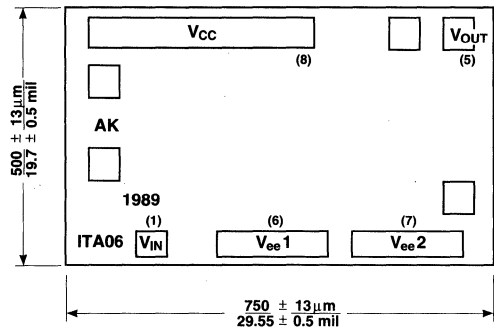 VCC
(8)
VOUT
(5)
AK
1989
ITA06
(1)
VIN
(6)
Vee1
(7)
Vee2
500 ± 13µm
19.7 ± 0.5 mil
750 ± 13µm
29.55 ± 0.5 mil